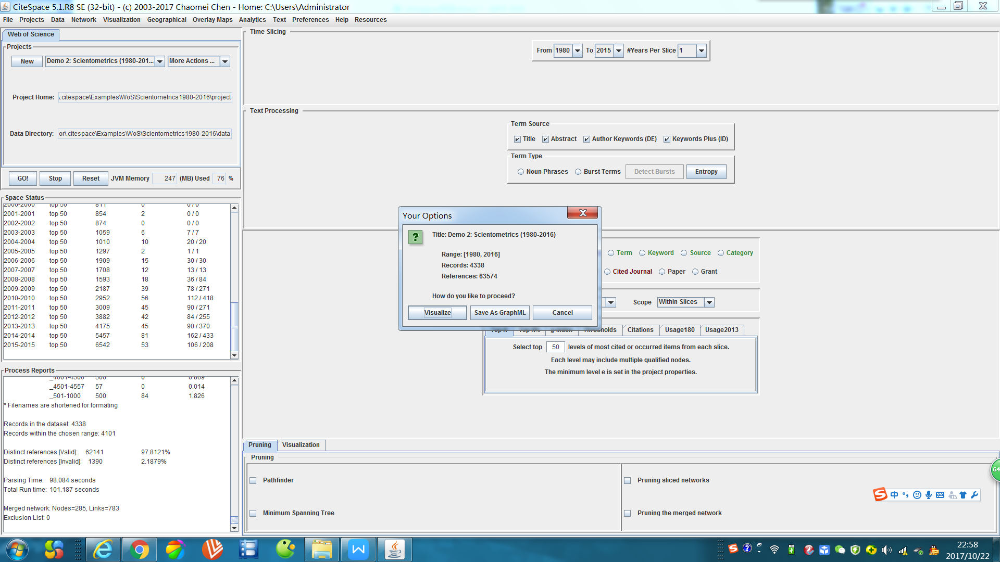 CiteSpace 5.1.R8 SE (32-bit) - (c) 2003-2017 Chaomei Chen - Home: C:\Users\Administrator
File Projects Data Network Visualization Geographical Overlay Maps Analytics Text Preferences Help Resources
Web of Science
Projects
New Demo 2: Scientometrics (1980-201... More Actions ...
Project Home: .citespace\Examples\WoS\Scientometrics1980-2016\project
Data Directory: or\.citespace\Examples\WoS\Scientometrics1980-2016\data
GO! Stop Reset JVM Memory 247 (MB) Used 76 %
Space Status
2000-2000 top 50 811 0 0 / 0
2001-2001 top 50 854 2 0 / 0
2002-2002 top 50 874 0 0 / 0
2003-2003 top 50 1059 6 7 / 7
2004-2004 top 50 1010 10 20 / 20
2005-2005 top 50 1297 2 1 / 1
2006-2006 top 50 1909 15 30 / 30
2007-2007 top 50 1708 12 13 / 13
2008-2008 top 50 1593 18 36 / 84
2009-2009 top 50 2187 39 78 / 271
2010-2010 top 50 2952 56 112 / 418
2011-2011 top 50 3009 45 90 / 271
2012-2012 top 50 3882 42 84 / 255
2013-2013 top 50 4175 45 90 / 370
2014-2014 top 50 5457 81 162 / 433
2015-2015 top 50 6542 53 106 / 208
Process Reports
_4001-4500 500 0 0.869
_4501-4557 57 0 0.014
_501-1000 500 84 1.826
* Filenames are shortened for formating
Records in the dataset: 4338
Records within the chosen range: 4101
Distinct references [Valid]: 62141 97.8121%
Distinct references [Invalid]: 1390 2.1879%
Parsing Time: 98.084 seconds
Total Run time: 101.187 seconds
Merged network: Nodes=285, Links=783
Exclusion List: 0
Time Slicing
From 1980 To 2015 #Years Per Slice 1
Text Processing
Term Source
Title Abstract Author Keywords (DE) Keywords Plus (ID)
Term Type
Noun Phrases Burst Terms Detect Bursts Entropy
Your Options
Title: Demo 2: Scientometrics (1980-2016)
Range: [1980, 2016]
Records: 4338
References: 63574
How do you like to proceed?
Visualize Save As GraphML Cancel
Term Keyword Source Category
Cited Journal Paper Grant
Scope Within Slices
Top N Top N% g-index Thresholds Citations Usage180 Usage2013
Select top 50 levels of most cited or occurred items from each slice.
Each level may include multiple qualified nodes.
The minimum level e is set in the project properties.
Pruning Visualization
Pruning
Pathfinder Pruning sliced networks
Minimum Spanning Tree Pruning the merged network
64
中
22:58
2017/10/22